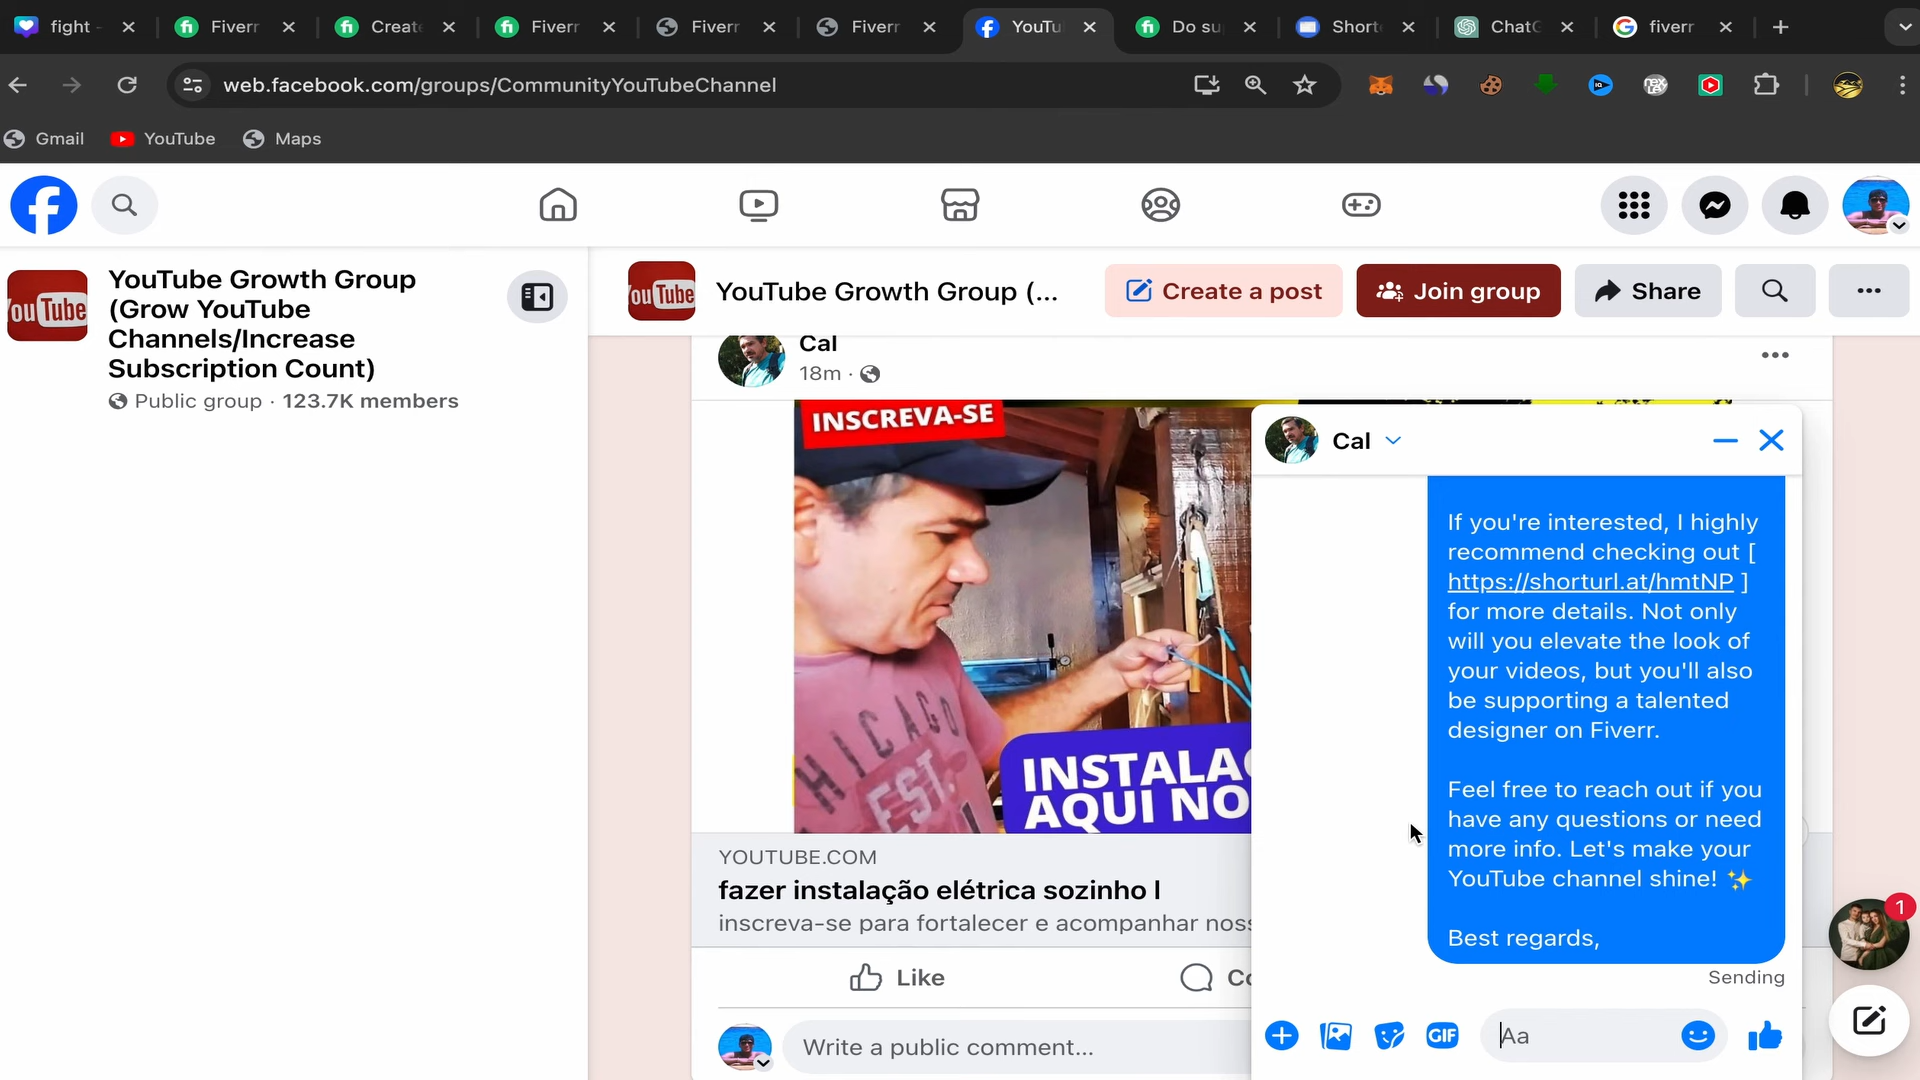 fight -
Fiverr
Create
Fiverr
Fiverr
Fiverr
YouTu
Do su
Short
ChatG
fiverr
web.facebook.com/groups/CommunityYouTubeChannel
Gmail
YouTube
Maps
YouTube Growth Group
(Grow YouTube
Channels/Increase
Subscription Count)
Public group · 123.7K members
ouTube
YouTube Growth Group (...
Create a post
Join group
Share
Cal
18m ·
INSCREVA-SE
CHICAGO
EST.
INSTALAÇ
AQUI NO
YOUTUBE.COM
fazer instalação elétrica sozinho l
inscreva-se para fortalecer e acompanhar noss
Like
Co
Write a public comment...
Cal
If you're interested, I highly
recommend checking out [
https://shorturl.at/hmtNP ]
for more details. Not only
will you elevate the look of
your videos, but you'll also
be supporting a talented
designer on Fiverr.
Feel free to reach out if you
have any questions or need
more info. Let's make your
YouTube channel shine! ✨
Best regards,
Sending
GIF
Aa
1